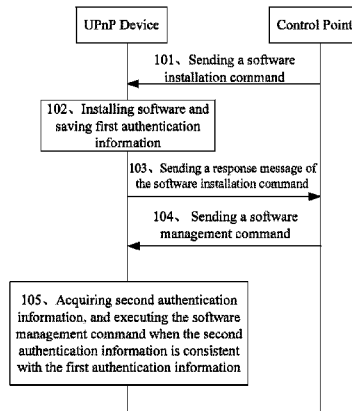 UPnP Device
Control Point
101、Sending a software
installation command
102、Installing software and
saving first authentication
information
103、Sending a response message of
the software installation command
104、 Sending a software
management command
105、Acquiring second authentication
information, and executing the software
management command when the second
authentication information is consistent
with the first authentication information